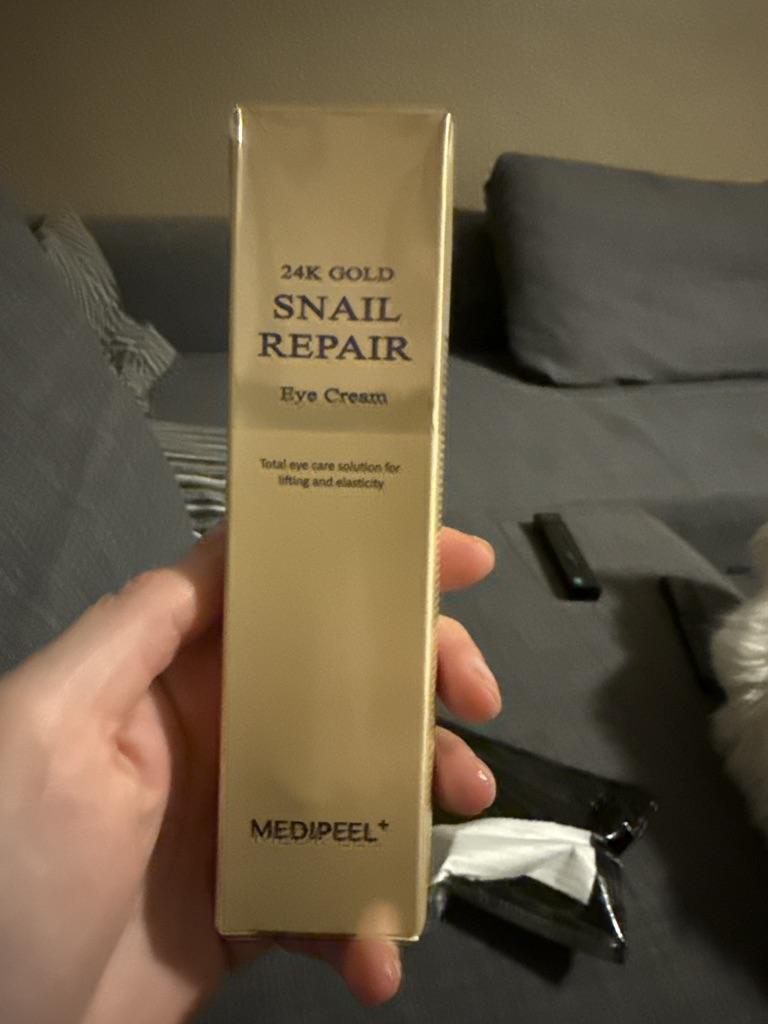 24K GOLD
SNAIL
REPAIR
Eye Cream
Total eye care solution for
lifting and elasticity
MEDIPEEL+